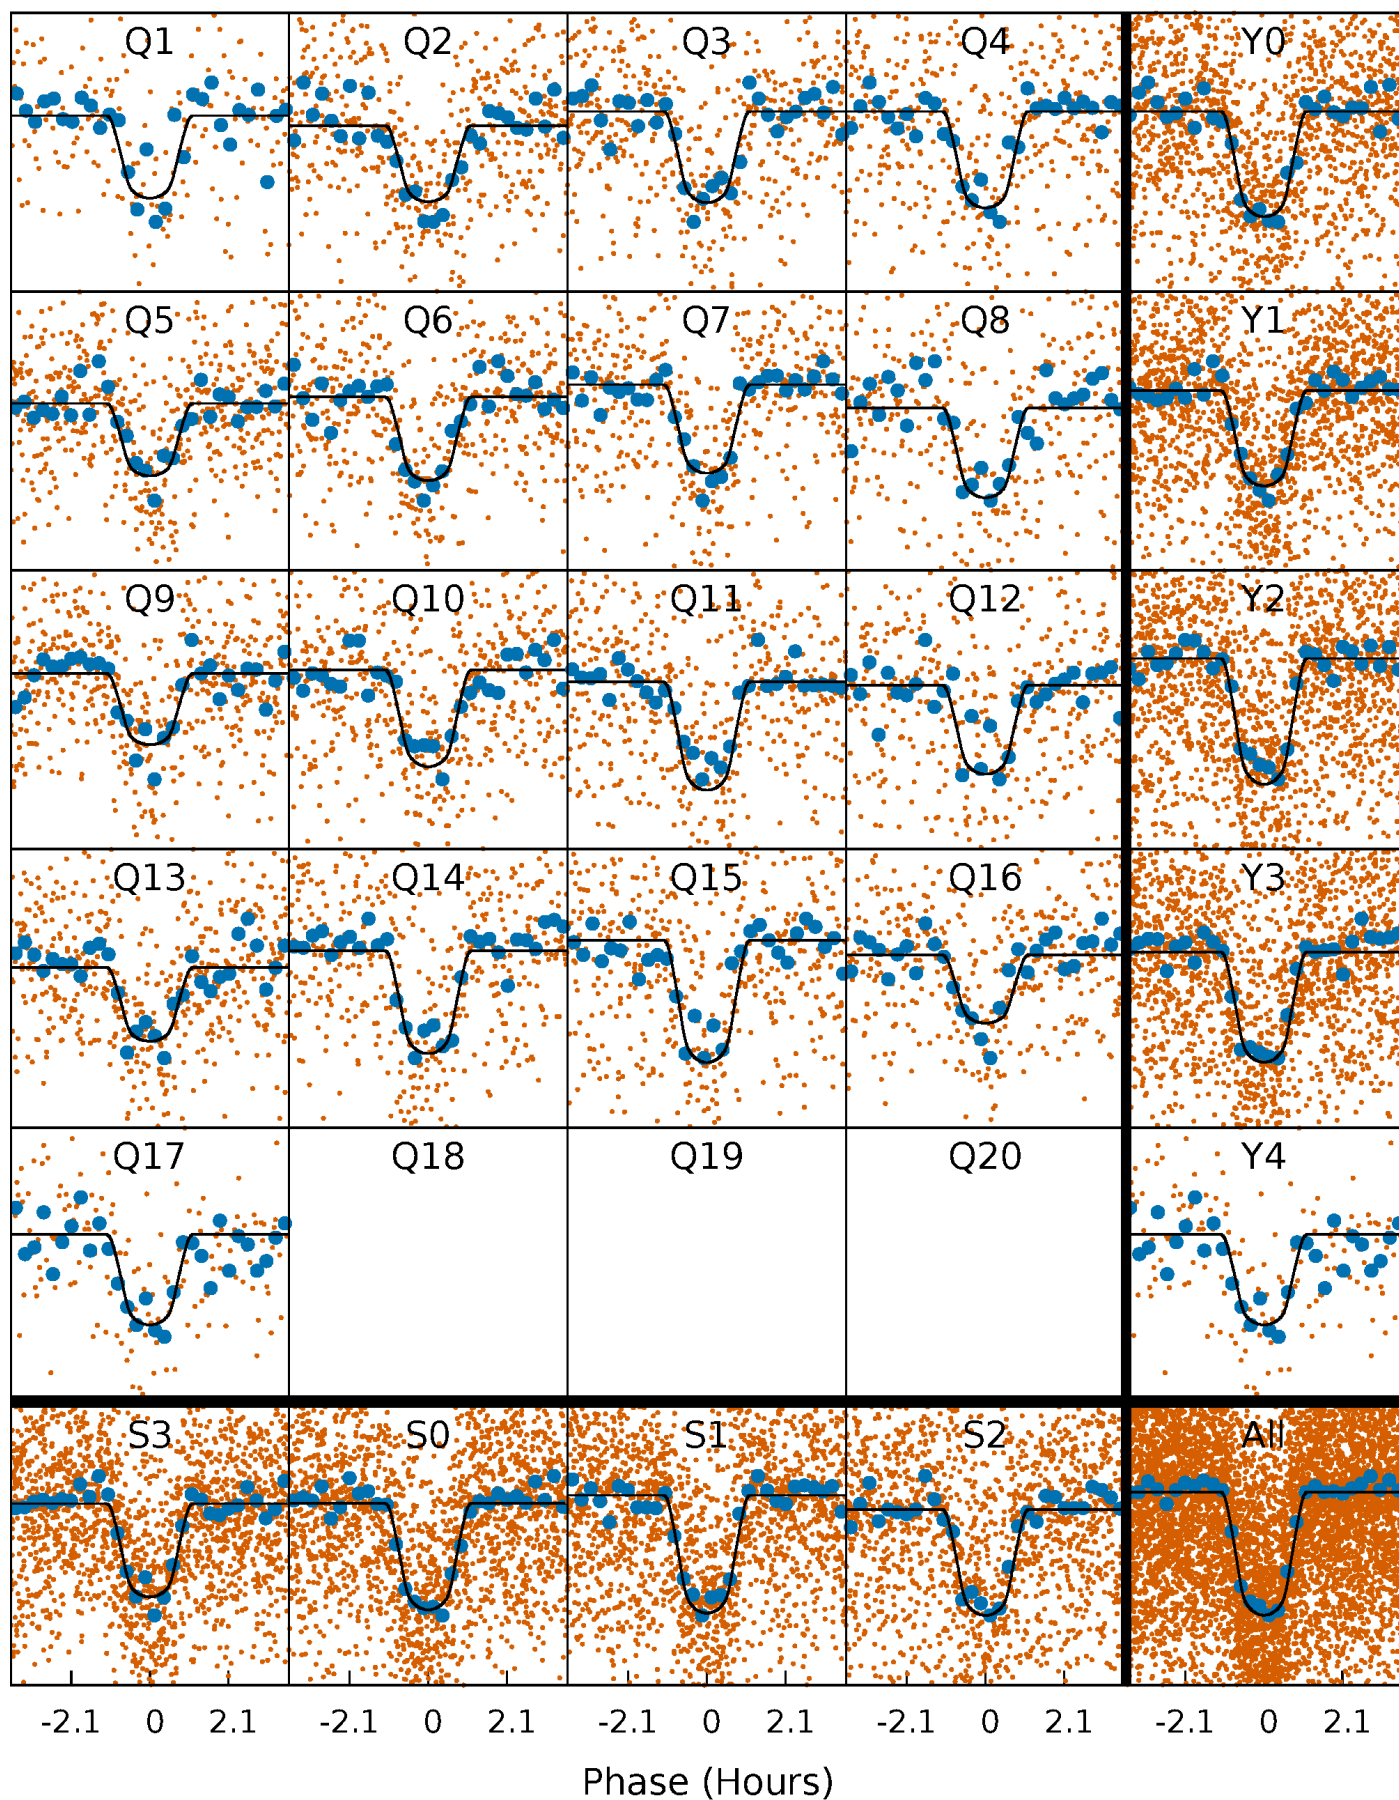 Q1 Q2 Q3 Q4 Y0
Q5 Q6 Q7 Q8 Y1
Q9 Q10 Q11 Q12 Y2
Q13 Q14 Q15 Q16 Y3
Q17 Q18 Q19 Q20 Y4
S3 S0 S1 S2 All
-2.1 0 2.1 -2.1 0 2.1 -2.1 0 2.1 -2.1 0 2.1 -2.1 0 2.1
Phase (Hours)